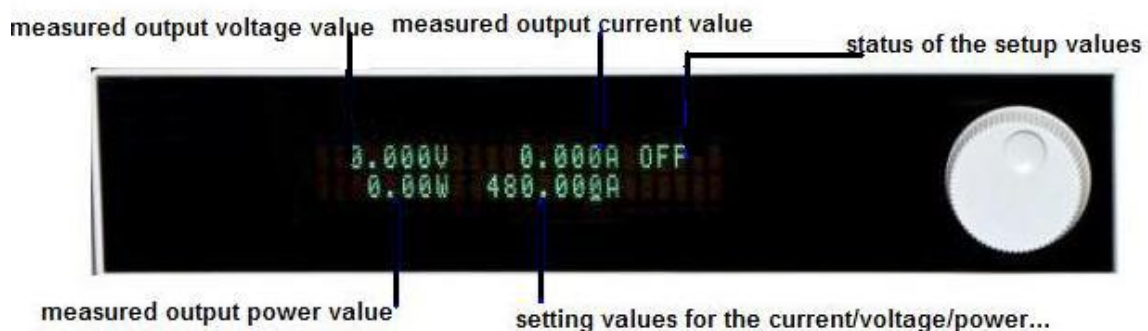 measured output voltage value
measured output current value
status of the setup values
0.000V 0.000A OFF
0.00W 480.000A
measured output power value
setting values for the current/voltage/power...